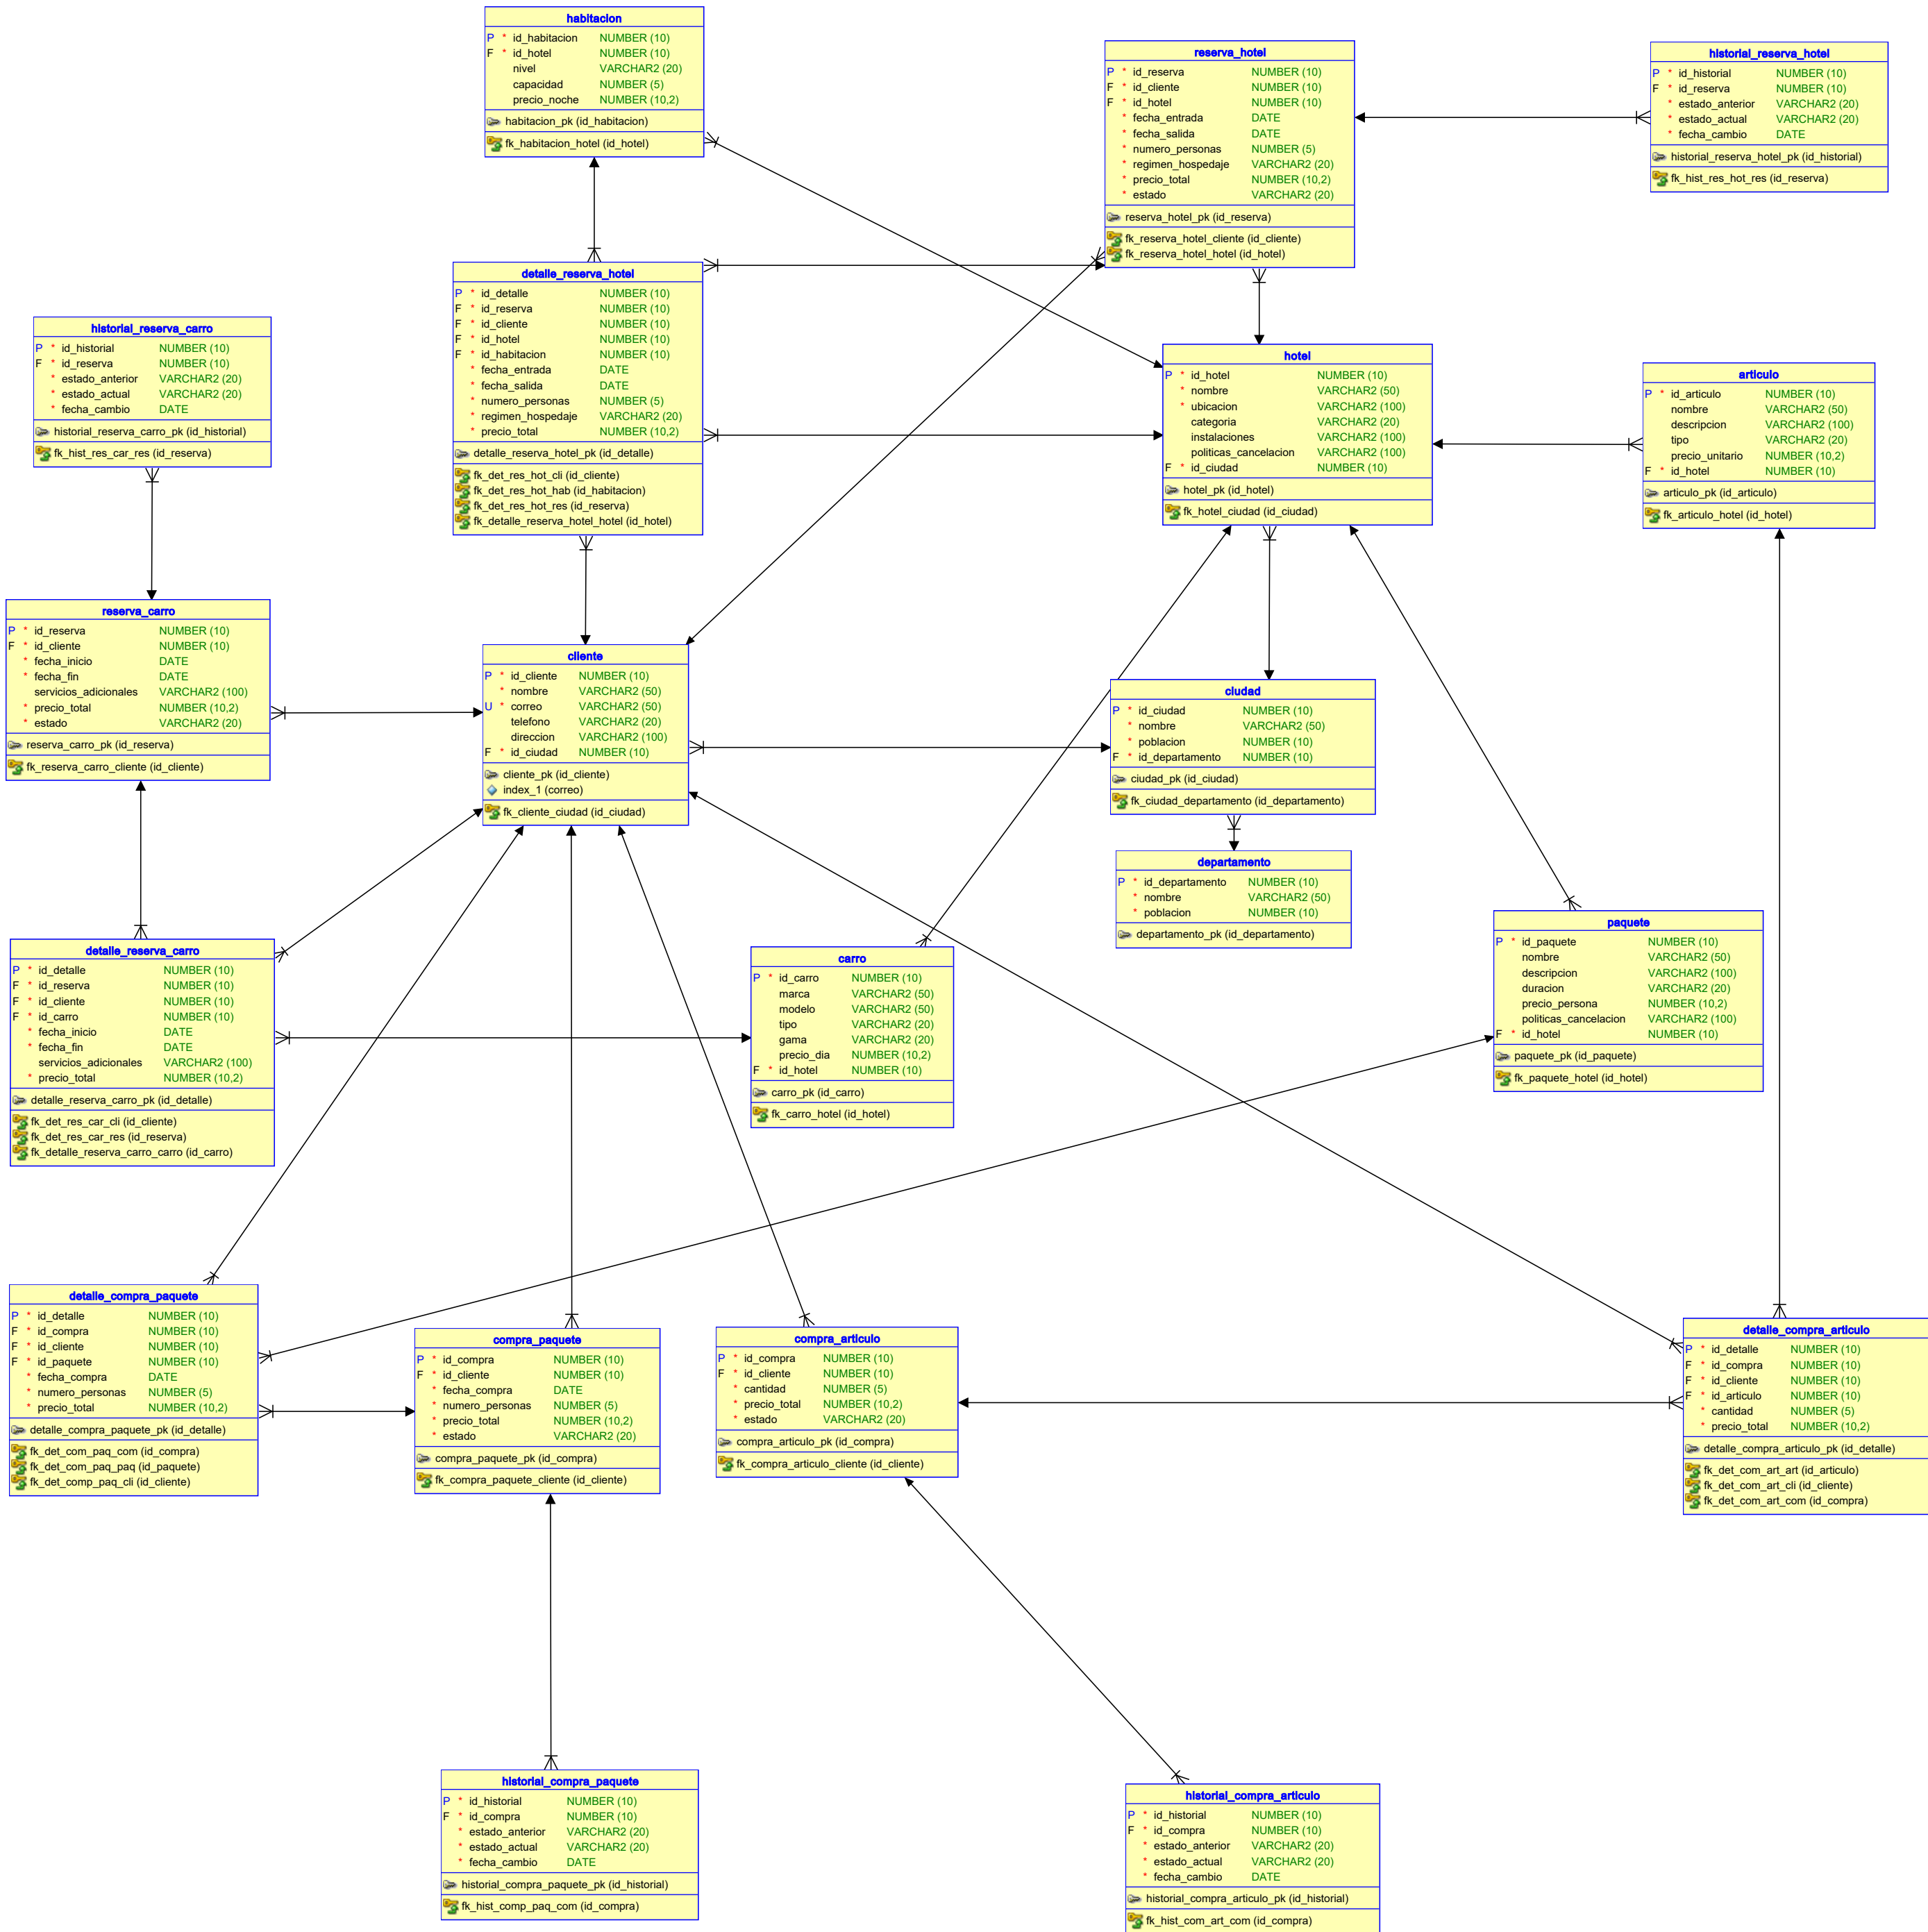 habitacion
P * id_habitacion NUMBER (10)
F * id_hotel NUMBER (10)
nivel VARCHAR2 (20)
capacidad NUMBER (5)
precio_noche NUMBER (10,2)
habitacion_pk (id_habitacion)
fk_habitacion_hotel (id_hotel)
reserva_hotel
P * id_reserva NUMBER (10)
F * id_cliente NUMBER (10)
F * id_hotel NUMBER (10)
* fecha_entrada DATE
* fecha_salida DATE
* numero_personas NUMBER (5)
* regimen_hospedaje VARCHAR2 (20)
* precio_total NUMBER (10,2)
* estado VARCHAR2 (20)
reserva_hotel_pk (id_reserva)
fk_reserva_hotel_cliente (id_cliente)
fk_reserva_hotel_hotel (id_hotel)
historial_reserva_hotel
P * id_historial NUMBER (10)
F * id_reserva NUMBER (10)
* estado_anterior VARCHAR2 (20)
* estado_actual VARCHAR2 (20)
* fecha_cambio DATE
historial_reserva_hotel_pk (id_historial)
fk_hist_res_hot_res (id_reserva)
detalle_reserva_hotel
P * id_detalle NUMBER (10)
F * id_reserva NUMBER (10)
F * id_cliente NUMBER (10)
F * id_hotel NUMBER (10)
F * id_habitacion NUMBER (10)
* fecha_entrada DATE
* fecha_salida DATE
* numero_personas NUMBER (5)
* regimen_hospedaje VARCHAR2 (20)
* precio_total NUMBER (10,2)
detalle_reserva_hotel_pk (id_detalle)
fk_det_res_hot_cli (id_cliente)
fk_det_res_hot_hab (id_habitacion)
fk_det_res_hot_res (id_reserva)
fk_detalle_reserva_hotel_hotel (id_hotel)
historial_reserva_carro
P * id_historial NUMBER (10)
F * id_reserva NUMBER (10)
* estado_anterior VARCHAR2 (20)
* estado_actual VARCHAR2 (20)
* fecha_cambio DATE
historial_reserva_carro_pk (id_historial)
fk_hist_res_car_res (id_reserva)
hotel
P * id_hotel NUMBER (10)
* nombre VARCHAR2 (50)
* ubicacion VARCHAR2 (100)
categoria VARCHAR2 (20)
instalaciones VARCHAR2 (100)
politicas_cancelacion VARCHAR2 (100)
F * id_ciudad NUMBER (10)
hotel_pk (id_hotel)
fk_hotel_ciudad (id_ciudad)
articulo
P * id_articulo NUMBER (10)
nombre VARCHAR2 (50)
descripcion VARCHAR2 (100)
tipo VARCHAR2 (20)
precio_unitario NUMBER (10,2)
F * id_hotel NUMBER (10)
articulo_pk (id_articulo)
fk_articulo_hotel (id_hotel)
reserva_carro
P * id_reserva NUMBER (10)
F * id_cliente NUMBER (10)
* fecha_inicio DATE
* fecha_fin DATE
servicios_adicionales VARCHAR2 (100)
* precio_total NUMBER (10,2)
* estado VARCHAR2 (20)
reserva_carro_pk (id_reserva)
fk_reserva_carro_cliente (id_cliente)
cliente
P * id_cliente NUMBER (10)
* nombre VARCHAR2 (50)
U * correo VARCHAR2 (50)
telefono VARCHAR2 (20)
direccion VARCHAR2 (100)
F * id_ciudad NUMBER (10)
cliente_pk (id_cliente)
index_1 (correo)
fk_cliente_ciudad (id_ciudad)
ciudad
P * id_ciudad NUMBER (10)
* nombre VARCHAR2 (50)
* poblacion NUMBER (10)
F * id_departamento NUMBER (10)
ciudad_pk (id_ciudad)
fk_ciudad_departamento (id_departamento)
departamento
P * id_departamento NUMBER (10)
* nombre VARCHAR2 (50)
* poblacion NUMBER (10)
departamento_pk (id_departamento)
detalle_reserva_carro
P * id_detalle NUMBER (10)
F * id_reserva NUMBER (10)
F * id_cliente NUMBER (10)
F * id_carro NUMBER (10)
* fecha_inicio DATE
* fecha_fin DATE
servicios_adicionales VARCHAR2 (100)
* precio_total NUMBER (10,2)
detalle_reserva_carro_pk (id_detalle)
fk_det_res_car_cli (id_cliente)
fk_det_res_car_res (id_reserva)
fk_detalle_reserva_carro_carro (id_carro)
carro
P * id_carro NUMBER (10)
marca VARCHAR2 (50)
modelo VARCHAR2 (50)
tipo VARCHAR2 (20)
gama VARCHAR2 (20)
precio_dia NUMBER (10,2)
F * id_hotel NUMBER (10)
carro_pk (id_carro)
fk_carro_hotel (id_hotel)
paquete
P * id_paquete NUMBER (10)
nombre VARCHAR2 (50)
descripcion VARCHAR2 (100)
duracion VARCHAR2 (20)
precio_persona NUMBER (10,2)
politicas_cancelacion VARCHAR2 (100)
F * id_hotel NUMBER (10)
paquete_pk (id_paquete)
fk_paquete_hotel (id_hotel)
detalle_compra_paquete
P * id_detalle NUMBER (10)
F * id_compra NUMBER (10)
F * id_cliente NUMBER (10)
F * id_paquete NUMBER (10)
* fecha_compra DATE
* numero_personas NUMBER (5)
* precio_total NUMBER (10,2)
detalle_compra_paquete_pk (id_detalle)
fk_det_com_paq_com (id_compra)
fk_det_com_paq_paq (id_paquete)
fk_det_comp_paq_cli (id_cliente)
compra_paquete
P * id_compra NUMBER (10)
F * id_cliente NUMBER (10)
* fecha_compra DATE
* numero_personas NUMBER (5)
* precio_total NUMBER (10,2)
* estado VARCHAR2 (20)
compra_paquete_pk (id_compra)
fk_compra_paquete_cliente (id_cliente)
compra_articulo
P * id_compra NUMBER (10)
F * id_cliente NUMBER (10)
* cantidad NUMBER (5)
* precio_total NUMBER (10,2)
* estado VARCHAR2 (20)
compra_articulo_pk (id_compra)
fk_compra_articulo_cliente (id_cliente)
detalle_compra_articulo
P * id_detalle NUMBER (10)
F * id_compra NUMBER (10)
F * id_cliente NUMBER (10)
F * id_articulo NUMBER (10)
* cantidad NUMBER (5)
* precio_total NUMBER (10,2)
detalle_compra_articulo_pk (id_detalle)
fk_det_com_art_art (id_articulo)
fk_det_com_art_cli (id_cliente)
fk_det_com_art_com (id_compra)
historial_compra_paquete
P * id_historial NUMBER (10)
F * id_compra NUMBER (10)
* estado_anterior VARCHAR2 (20)
* estado_actual VARCHAR2 (20)
* fecha_cambio DATE
historial_compra_paquete_pk (id_historial)
fk_hist_comp_paq_com (id_compra)
historial_compra_articulo
P * id_historial NUMBER (10)
F * id_compra NUMBER (10)
* estado_anterior VARCHAR2 (20)
* estado_actual VARCHAR2 (20)
* fecha_cambio DATE
historial_compra_articulo_pk (id_historial)
fk_hist_com_art_com (id_compra)